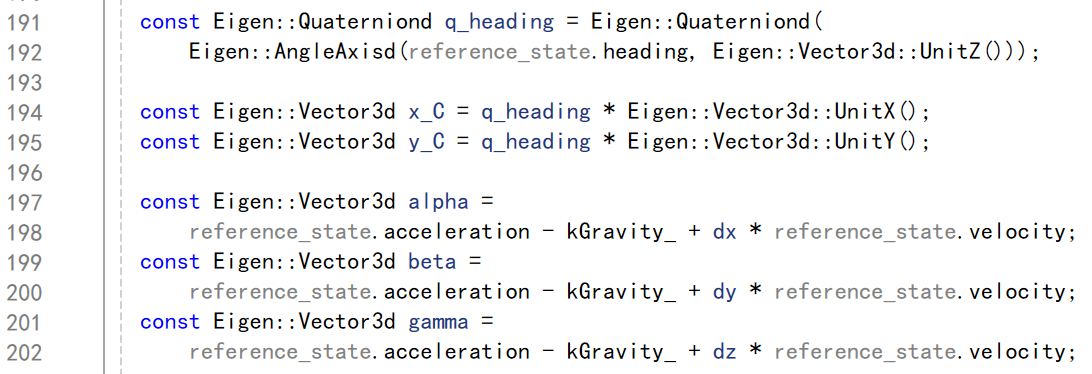 191 const Eigen::Quaterniond q_heading = Eigen::Quaterniond(
192 Eigen::AngleAxisd(reference_state.heading, Eigen::Vector3d::UnitZ()));
193
194 const Eigen::Vector3d x_C = q_heading * Eigen::Vector3d::UnitX();
195 const Eigen::Vector3d y_C = q_heading * Eigen::Vector3d::UnitY();
196
197 const Eigen::Vector3d alpha =
198 reference_state.acceleration - kGravity_ + dx * reference_state.velocity;
199 const Eigen::Vector3d beta =
200 reference_state.acceleration - kGravity_ + dy * reference_state.velocity;
201 const Eigen::Vector3d gamma =
202 reference_state.acceleration - kGravity_ + dz * reference_state.velocity;